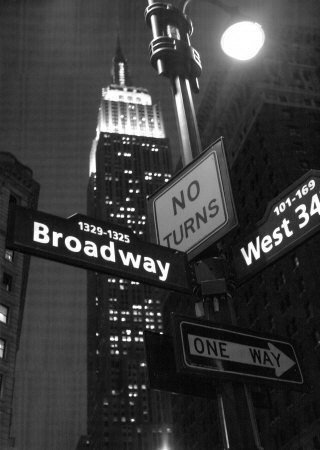 NO
TURNS
1329-1325
Broadway
101-169
West 34
ONE WAY